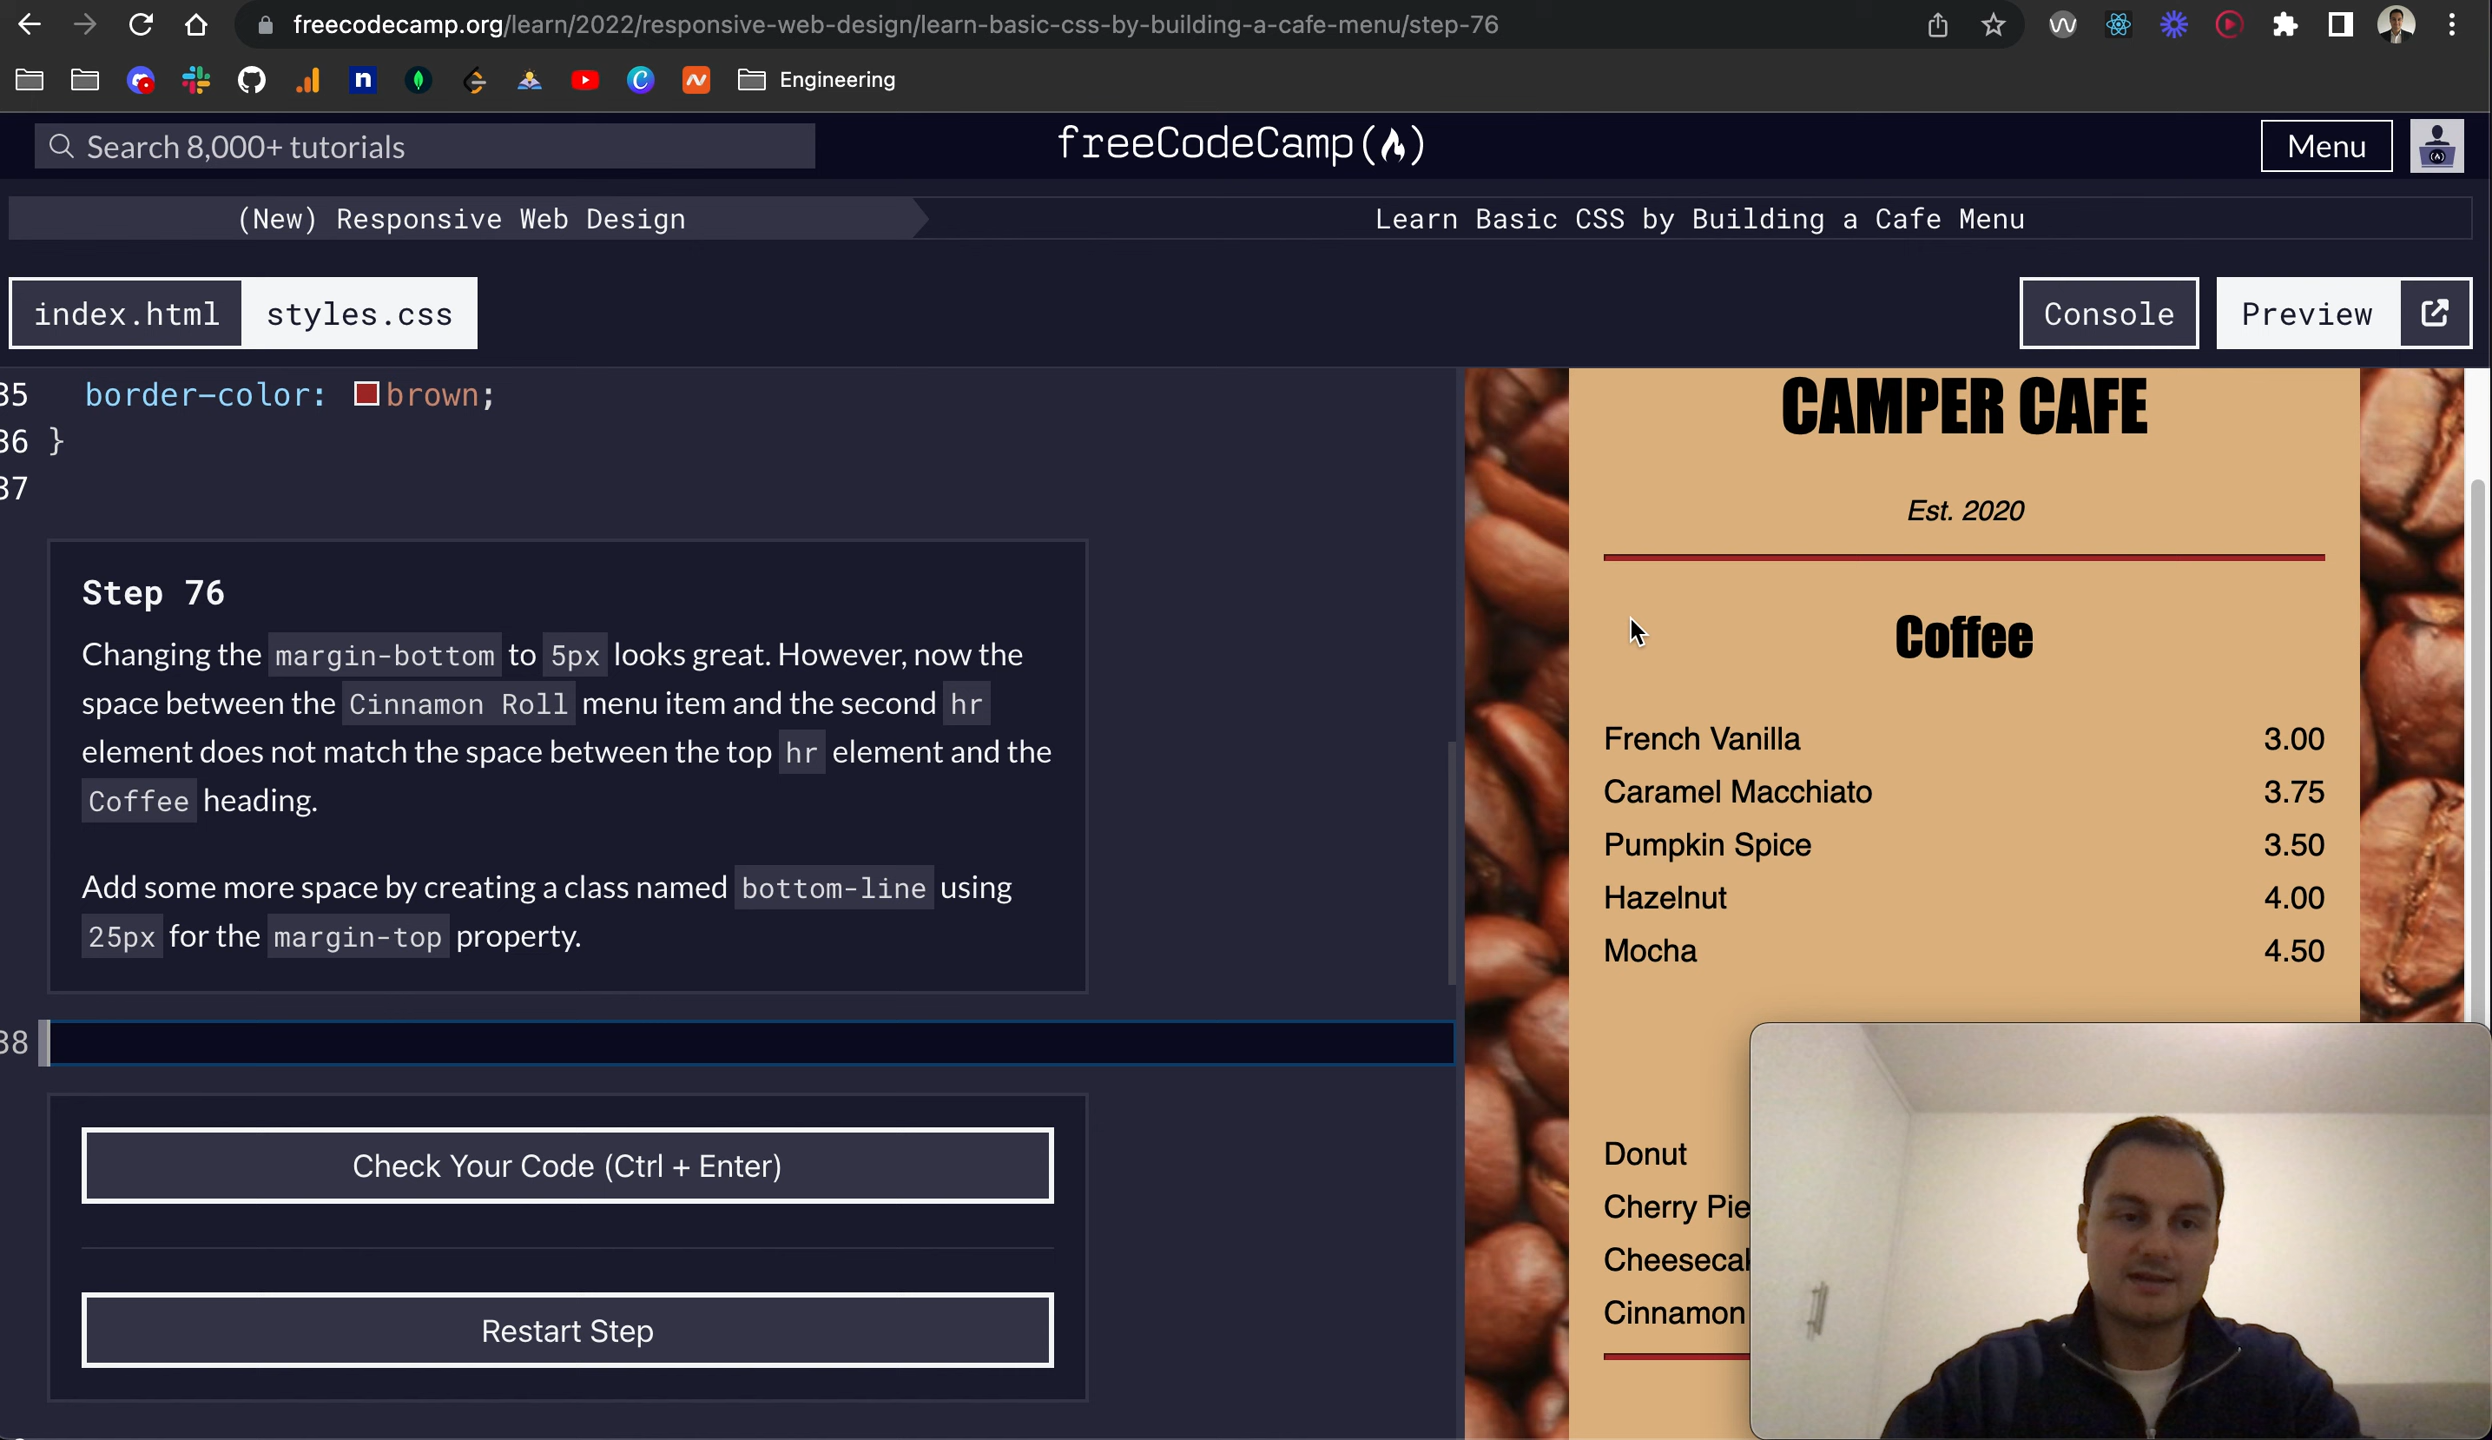 freecodecamp.org/learn/2022/responsive-web-design/learn-basic-css-by-building-a-cafe-menu/step-76
Engineering
Search 8,000+ tutorials
freeCodeCamp(🔥)
Menu
(New) Responsive Web Design
Learn Basic CSS by Building a Cafe Menu
index.html
styles.css
Console
Preview
35 border-color: brown;
36 }
37
Step 76
Changing the margin-bottom to 5px looks great. However, now the
space between the Cinnamon Roll menu item and the second hr
element does not match the space between the top hr element and the
Coffee heading.
Add some more space by creating a class named bottom-line using
25px for the margin-top property.
38
Check Your Code (Ctrl + Enter)
Restart Step
CAMPER CAFE
Est. 2020
Coffee
French Vanilla 3.00
Caramel Macchiato 3.75
Pumpkin Spice 3.50
Hazelnut 4.00
Mocha 4.50
Donut
Cherry Pie
Cheesecak
Cinnamon